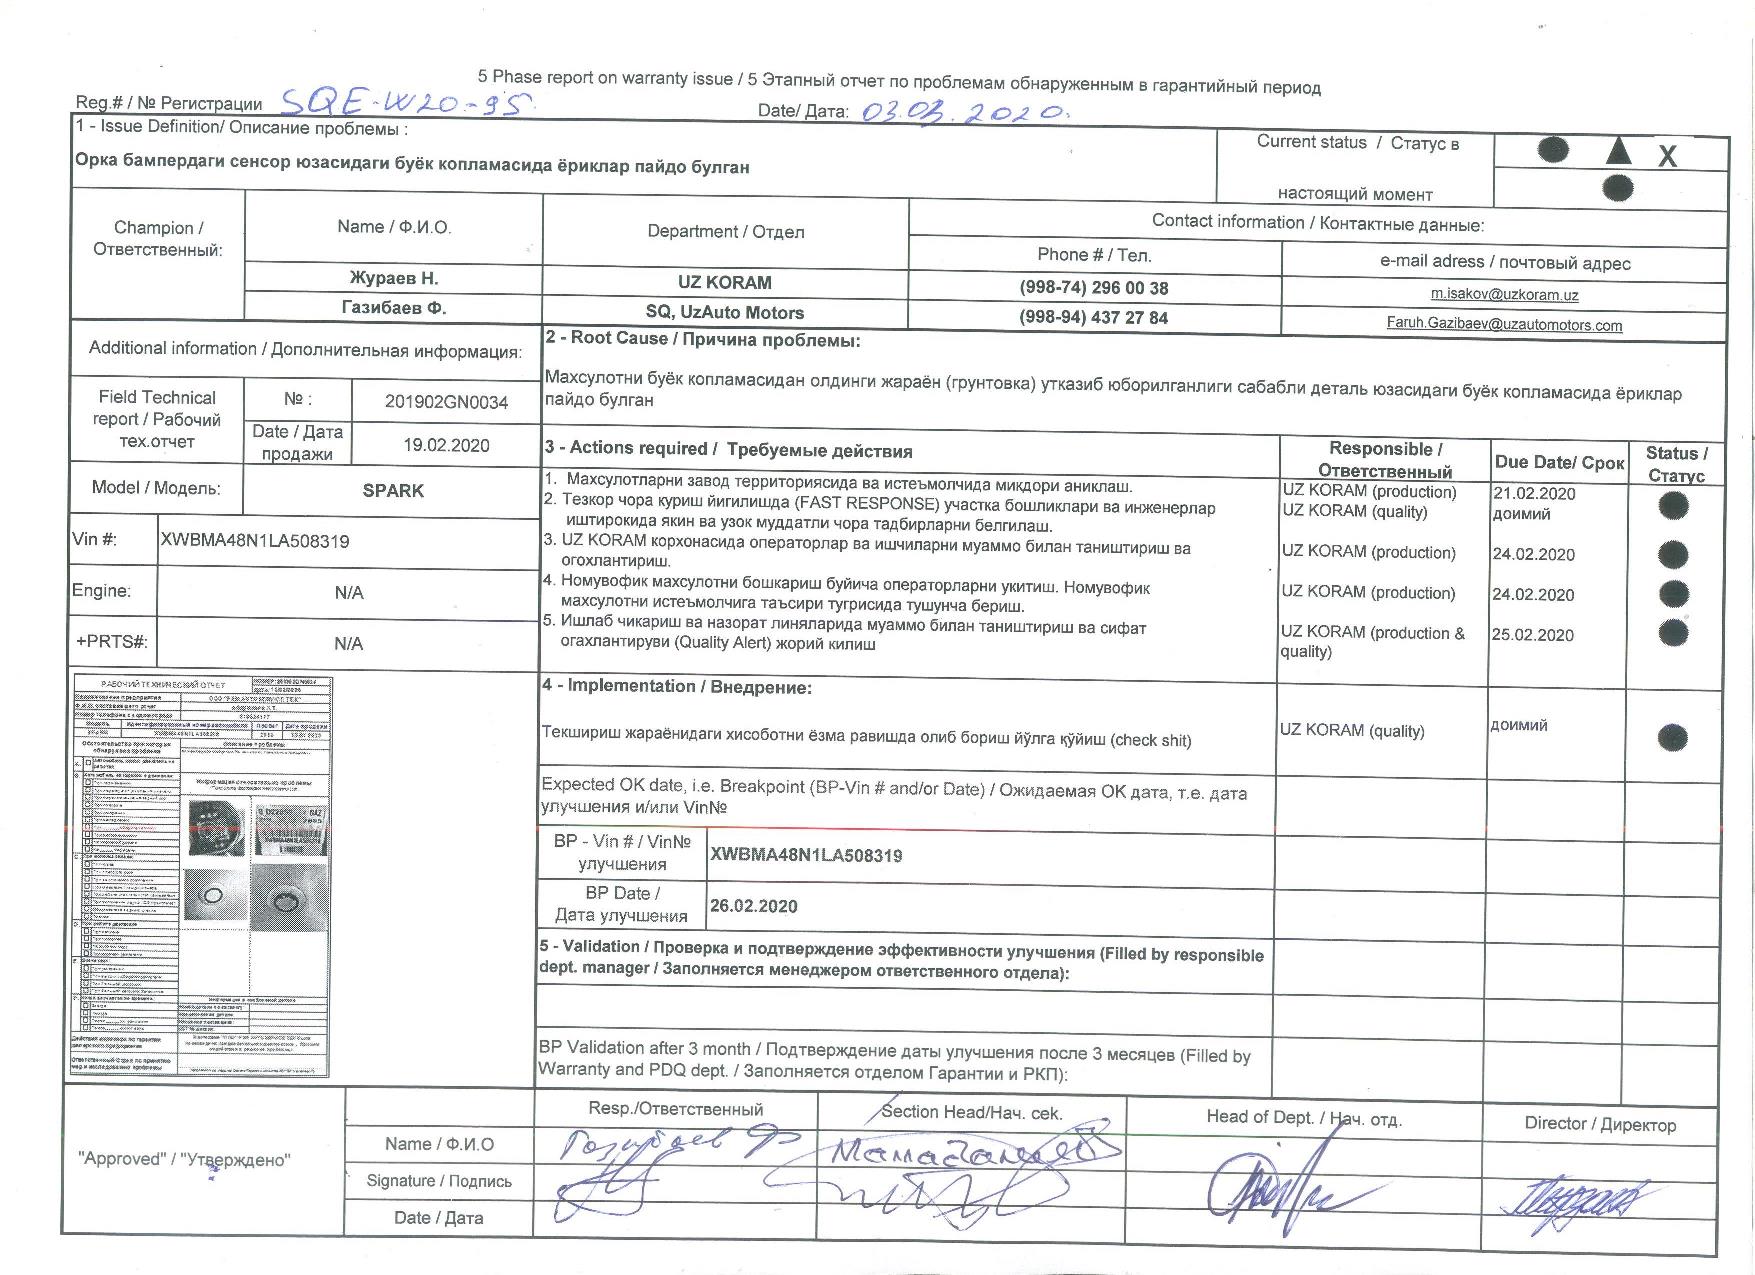 5 Phase report on warranty issue / 5 Этапный отчет по проблемам обнаруженным в гарантийный период
Reg.# / № Регистрации SQE-W20-95
Date/ Дата: 03.03.2020.
1 - Issue Definition/ Описание проблемы :
Орка бампердаги сенсор юзасидаги буёк копламасида ёриклар пайдо булган
Current status / Статус в
настоящий момент
X
Champion /
Ответственный:
Name / Ф.И.О.
Department / Отдел
Contact information / Контактные данные:
Phone # / Тел.
e-mail adress / почтовый адрес
Жураев Н.
UZ KORAM
(998-74) 296 00 38
m.isakov@uzkoram.uz
Газибаев Ф.
SQ, UzAuto Motors
(998-94) 437 27 84
Faruh.Gazibaev@uzautomotors.com
Additional information / Дополнительная информация:
Field Technical
report / Рабочий
тех.отчет
№ :
201902GN0034
Date / Дата
продажи
19.02.2020
Model / Модель:
SPARK
Vin #:
XWBMA48N1LA508319
Engine:
N/A
+PRTS#:
N/A
2 - Root Cause / Причина проблемы:
Махсулотни буёк копламасидан олдинги жараён (грунтовка) утказиб юборилганлиги сабабли деталь юзасидаги буёк копламасида ёриклар
пайдо булган
3 - Actions required / Требуемые действия
Responsible /
Ответственный
Due Date/ Срок
Status /
Статус
1. Махсулотларни завод территориясида ва истеъмолчида микдори аниклаш.
UZ KORAM (production)
21.02.2020
2. Тезкор чора куриш йигилишда (FAST RESPONSE) участка бошликлари ва инженерлар
UZ KORAM (quality)
доимий
иштирокида якин ва узок муддатли чора тадбирларни белгилаш.
3. UZ KORAM корхонасида операторлар ва ишчиларни муаммо билан таништириш ва
огохлантириш.
UZ KORAM (production)
24.02.2020
4. Номувофик махсулотни бошкариш буйича операторларни укитиш. Номувофик
махсулотни истеъмолчига таъсири тугрисида тушунча бериш.
UZ KORAM (production)
24.02.2020
5. Ишлаб чикариш ва назорат линяларида муаммо билан таништириш ва сифат
огахлантируви (Quality Alert) жорий килиш
UZ KORAM (production &
quality)
25.02.2020
РАБОЧИЙ ТЕХНИЧЕСКИЙ ОТЧЕТ
4 - Implementation / Внедрение:
Текшириш жараёнидаги хисоботни ёзма равишда олиб бориш йўлга қўйиш (check shit)
UZ KORAM (quality)
доимий
Expected OK date, i.e. Breakpoint (BP-Vin # and/or Date) / Ожидаемая ОК дата, т.е. дата
улучшения и/или Vin№
BP - Vin # / Vin№
улучшения
XWBMA48N1LA508319
BP Date /
Дата улучшения
26.02.2020
5 - Validation / Проверка и подтверждение эффективности улучшения (Filled by responsible
dept. manager / Заполняется менеджером ответственного отдела):
BP Validation after 3 month / Подтверждение даты улучшения после 3 месяцев (Filled by
Warranty and PDQ dept. / Заполняется отделом Гарантии и РКП):
"Approved" / "Утверждено"
Resp./Ответственный
Section Head/Нач. сек.
Head of Dept. / Нач. отд.
Director / Директор
Name / Ф.И.О
Газибаев Ф
Signature / Подпись
Date / Дата